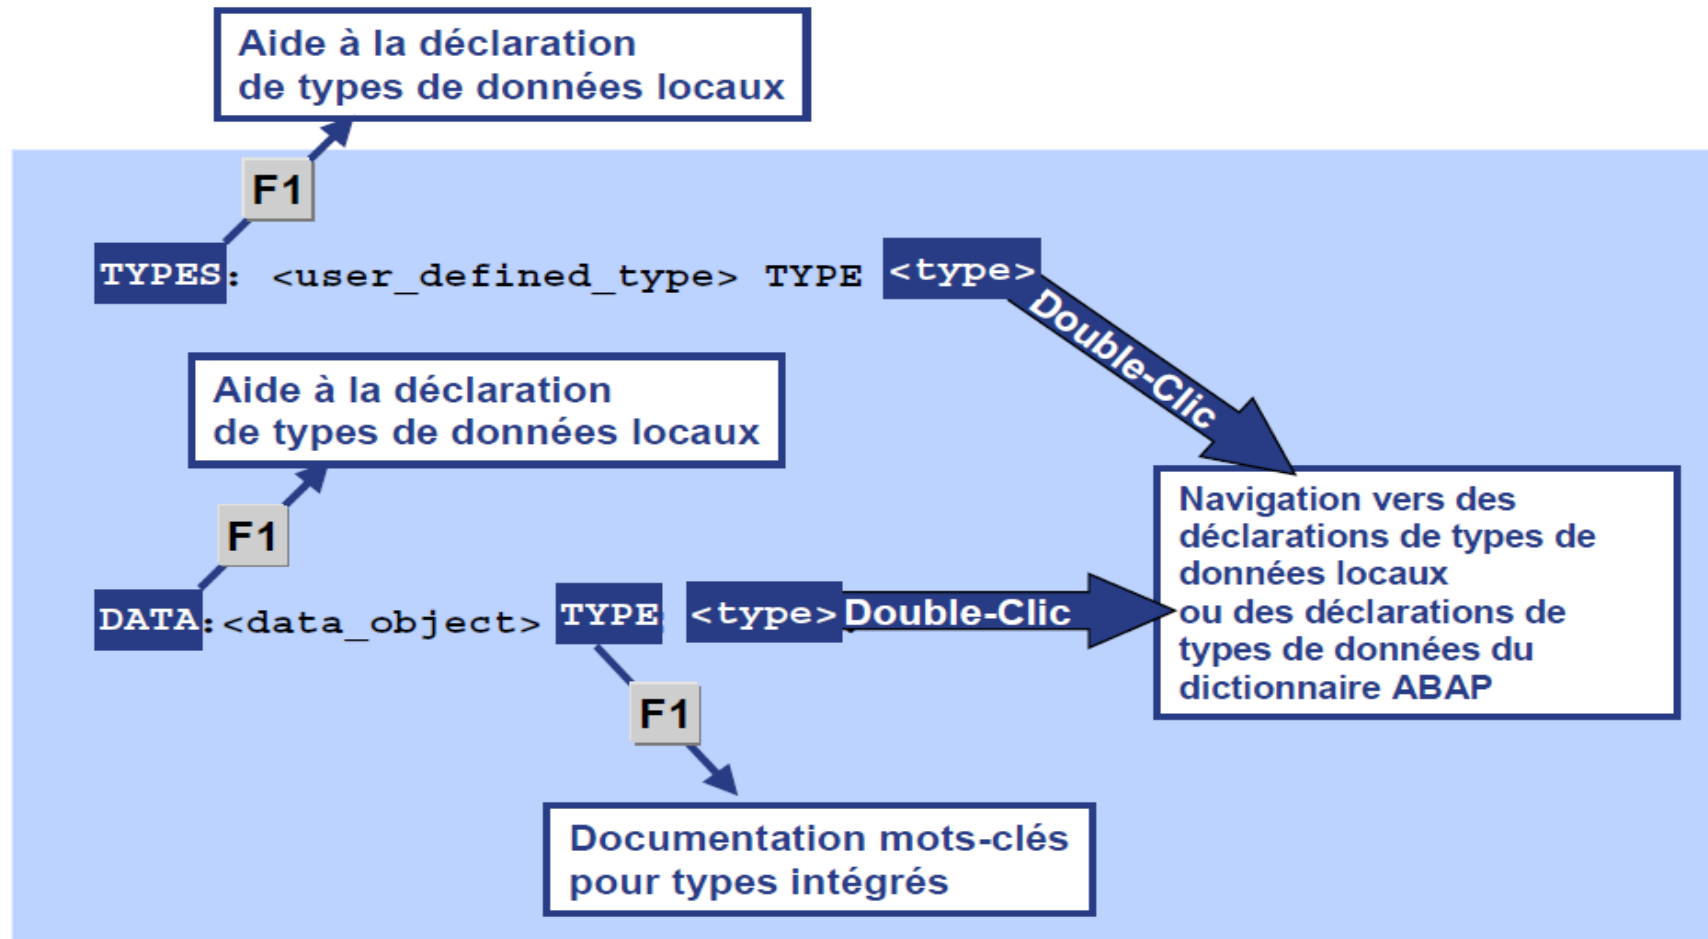 Aide à la déclaration
de types de données locaux
F1
TYPES: <user_defined_type> TYPE <type>
Double-Clic
Aide à la déclaration
de types de données locaux
F1
DATA:<data_object> TYPE <type> Double-Clic
Navigation vers des
déclarations de types de
données locaux
ou des déclarations de
types de données du
dictionnaire ABAP
F1
Documentation mots-clés
pour types intégrés